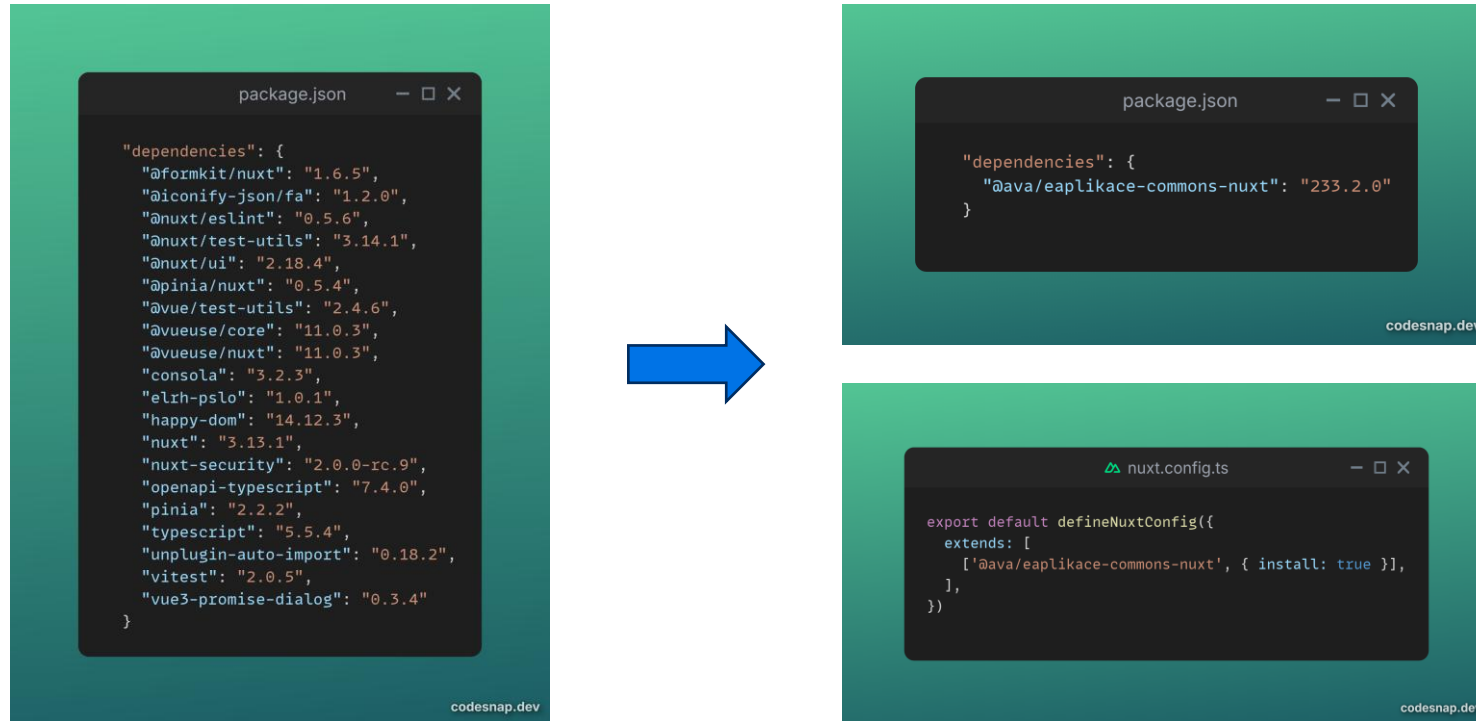 package.json
"dependencies": {
"@formkit/nuxt": "1.6.5",
"@iconify-json/fa": "1.2.0",
"@nuxt/eslint": "0.5.6",
"@nuxt/test-utils": "3.14.1",
"@nuxt/ui": "2.18.4",
"@pinia/nuxt": "0.5.4",
"@vue/test-utils": "2.4.6",
"@vueuse/core": "11.0.3",
"@vueuse/nuxt": "11.0.3",
"consola": "3.2.3",
"elrh-pslo": "1.0.1",
"happy-dom": "14.12.3",
"nuxt": "3.13.1",
"nuxt-security": "2.0.0-rc.9",
"openapi-typescript": "7.4.0",
"pinia": "2.2.2",
"typescript": "5.5.4",
"unplugin-auto-import": "0.18.2",
"vitest": "2.0.5",
"vue3-promise-dialog": "0.3.4"
}
codesnap.dev
package.json
"dependencies": {
"@ava/eaplikace-commons-nuxt": "233.2.0"
}
codesnap.dev
nuxt.config.ts
export default defineNuxtConfig({
extends: [
['@ava/eaplikace-commons-nuxt', { install: true }],
],
})
codesnap.dev